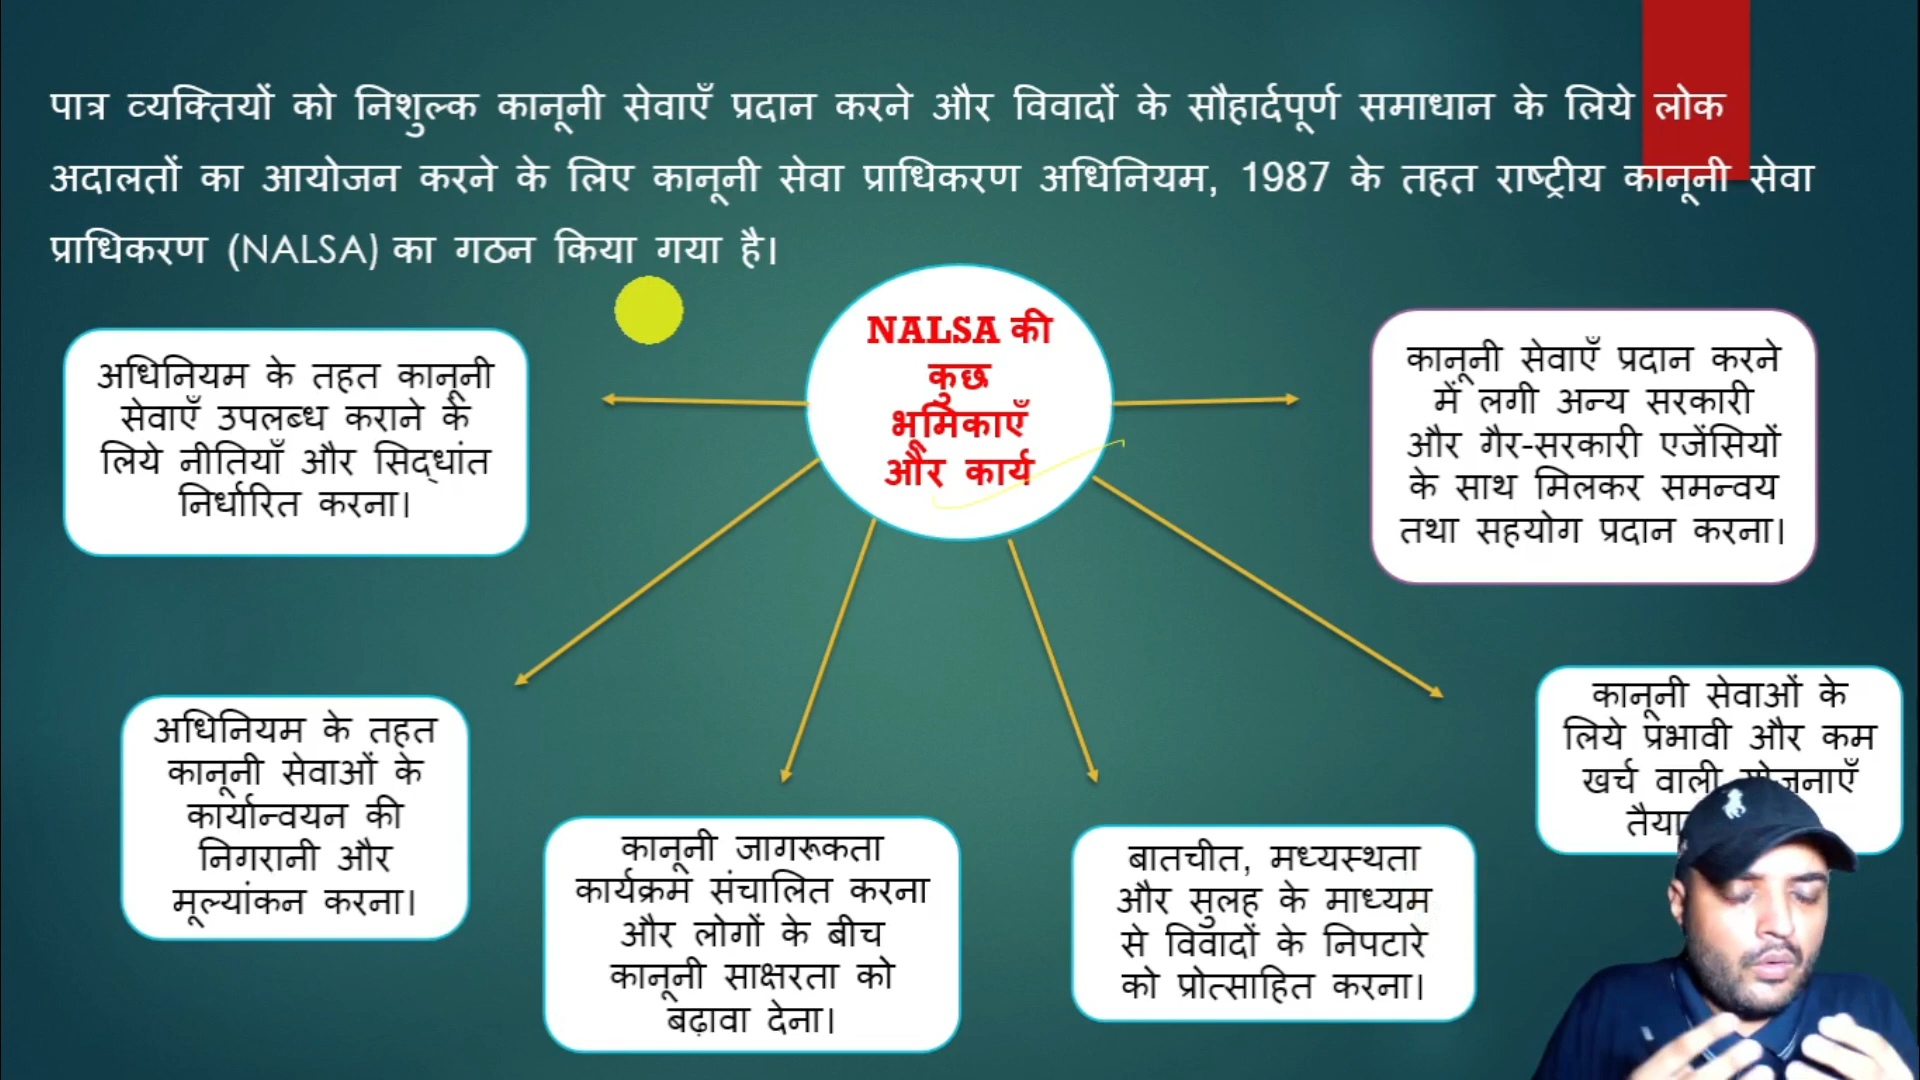 पात्र व्यक्तियों को निशुल्क कानूनी सेवाएँ प्रदान करने और विवादों के सौहार्दपूर्ण समाधान के लिये लोक
अदालतों का आयोजन करने के लिए कानूनी सेवा प्राधिकरण अधिनियम, 1987 के तहत राष्ट्रीय कानूनी सेवा
प्राधिकरण (NALSA) का गठन किया गया है।
NALSA की
कुछ
भूमिकाएँ
और कार्य
अधिनियम के तहत कानूनी
सेवाएँ उपलब्ध कराने के
लिये नीतियाँ और सिद्धांत
निर्धारित करना।
कानूनी सेवाएँ प्रदान करने
में लगी अन्य सरकारी
और गैर-सरकारी एजेंसियों
के साथ मिलकर समन्वय
तथा सहयोग प्रदान करना।
अधिनियम के तहत
कानूनी सेवाओं के
कार्यान्वयन की
निगरानी और
मूल्यांकन करना।
कानूनी जागरूकता
कार्यक्रम संचालित करना
और लोगों के बीच
कानूनी साक्षरता को
बढ़ावा देना।
बातचीत, मध्यस्थता
और सुलह के माध्यम
से विवादों के निपटारे
को प्रोत्साहित करना।
कानूनी सेवाओं के
लिये प्रभावी और कम
खर्च वाली